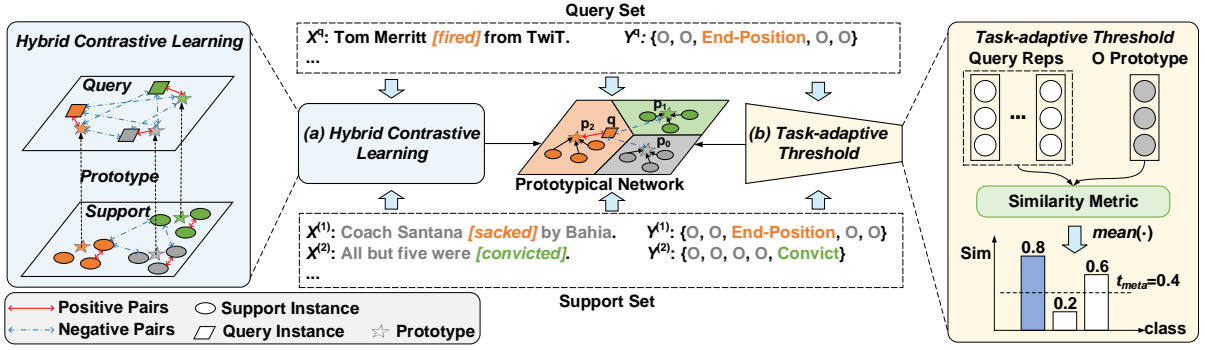 Hybrid Contrastive Learning
Query
Prototype
Support
Positive Pairs
Negative Pairs
Support Instance
Query Instance
Prototype
Query Set
X^q: Tom Merritt [fired] from TwiT. Y^q: {O, O, End-Position, O, O}
...
(a) Hybrid Contrastive
Learning
p_1
p_2
q
p_0
Prototypical Network
(b) Task-adaptive
Threshold
X^(1): Coach Santana [sacked] by Bahia. Y^(1): {O, O, End-Position, O, O}
X^(2): All but five were [convicted]. Y^(2): {O, O, O, O, Convict}
...
Support Set
Task-adaptive Threshold
Query Reps O Prototype
...
Similarity Metric
mean(·)
Sim
0.8
0.2
0.6
t_meta=0.4
class